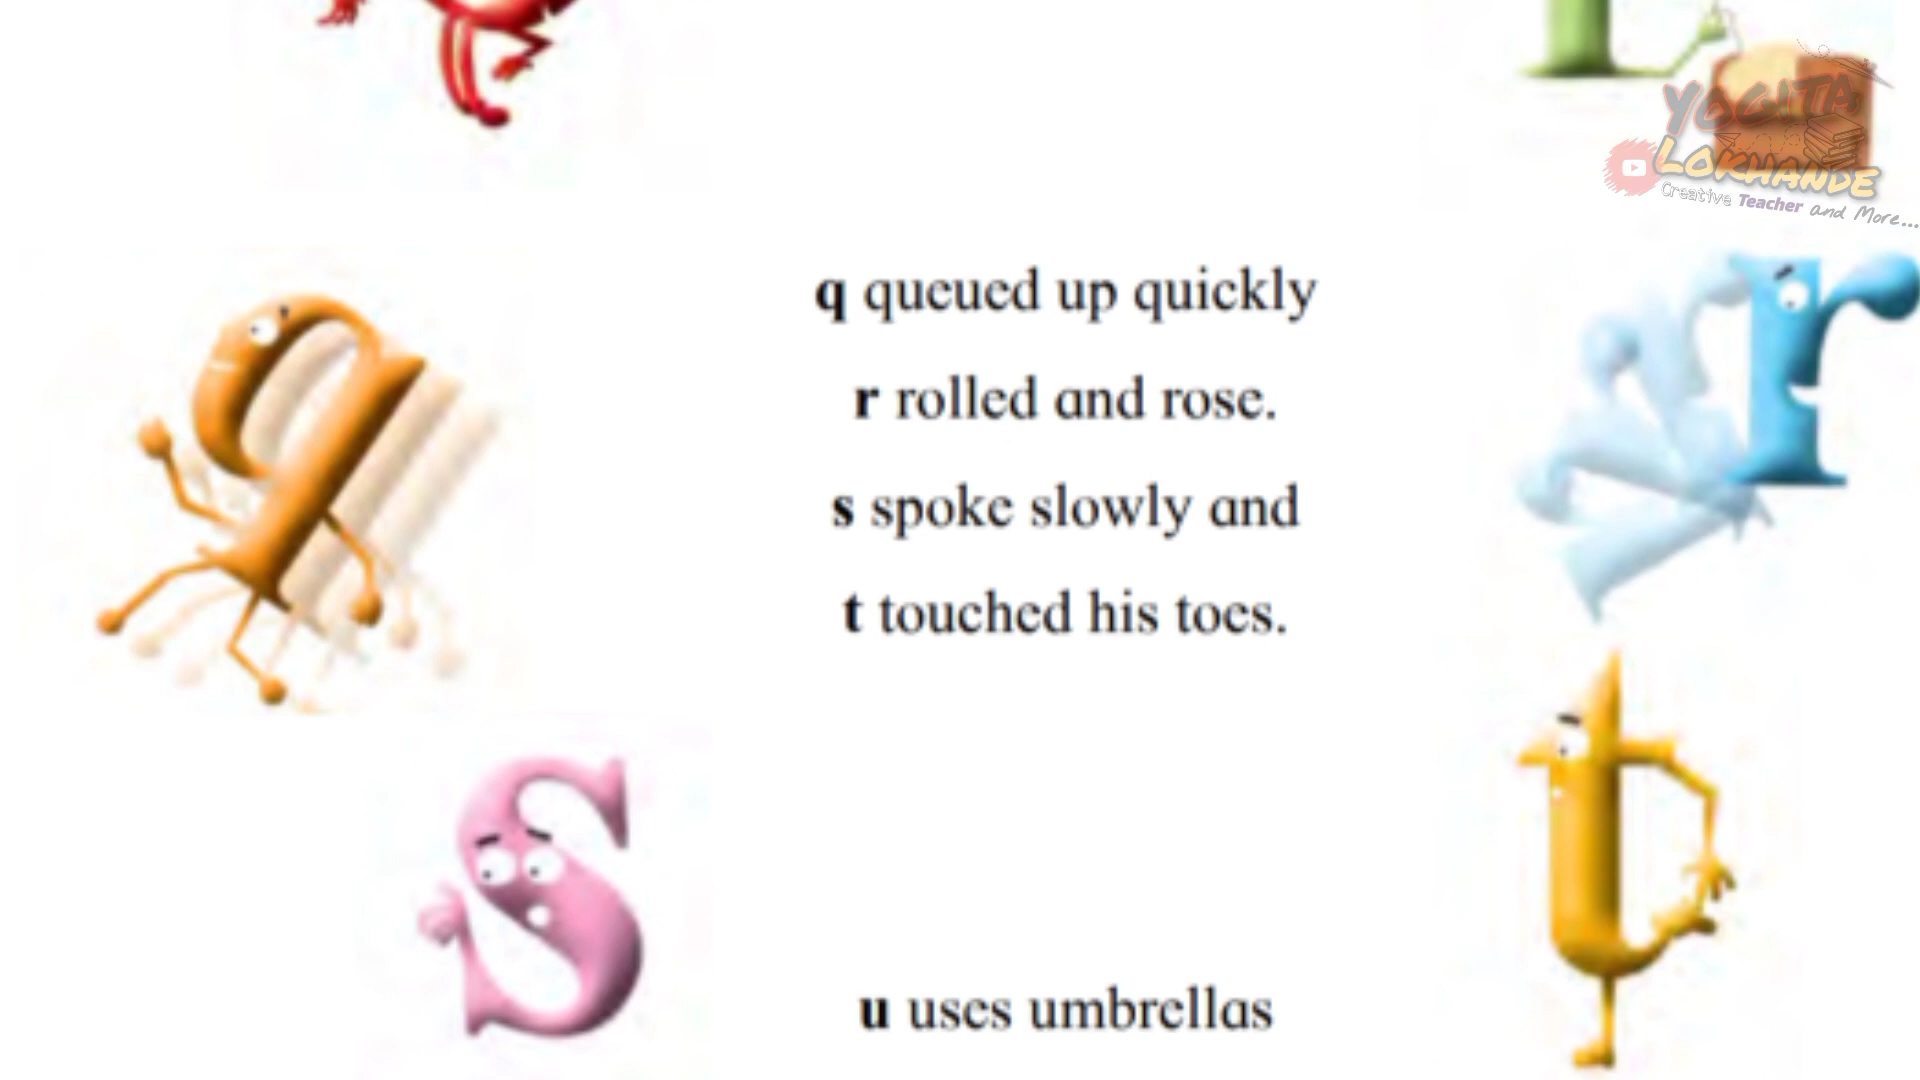 YOGITA
LOKHANDE
Creative Teacher and More...
q queued up quickly
r rolled and rose.
s spoke slowly and
t touched his toes.
u uses umbrellas